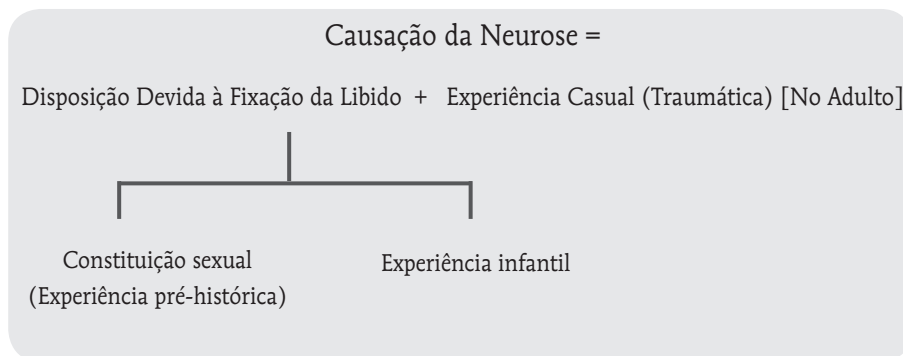 Causação da Neurose =
Disposição Devida à Fixação da Libido + Experiência Casual (Traumática) [No Adulto]
Constituição sexual
(Experiência pré-histórica)
Experiência infantil